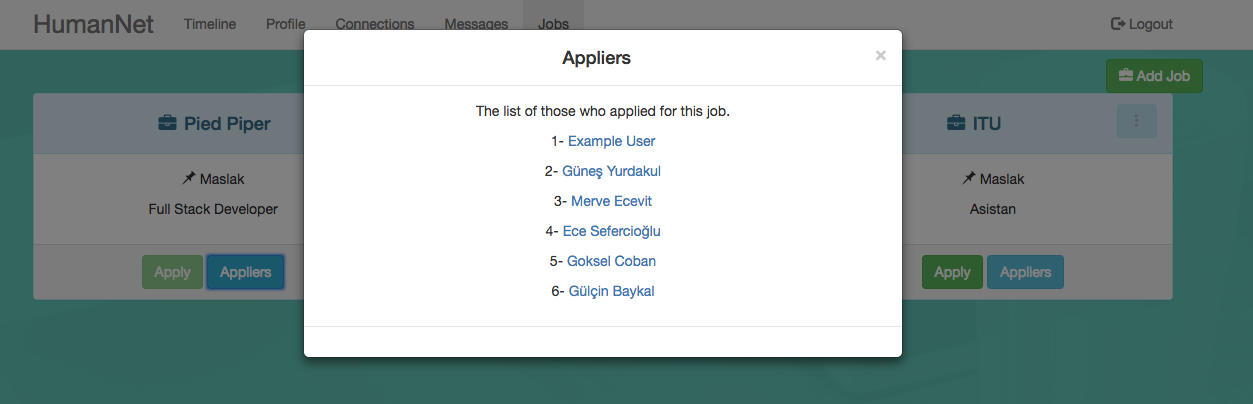 HumanNet Timeline Profile Connections Messages Jobs Logout
Add Job
Appliers ×
The list of those who applied for this job.
1- Example User
2- Güneş Yurdakul
3- Merve Ecevit
4- Ece Sefercioğlu
5- Goksel Coban
6- Gülçin Baykal
Pied Piper
Maslak
Full Stack Developer
Apply Appliers
ITU
Maslak
Asistan
Apply Appliers